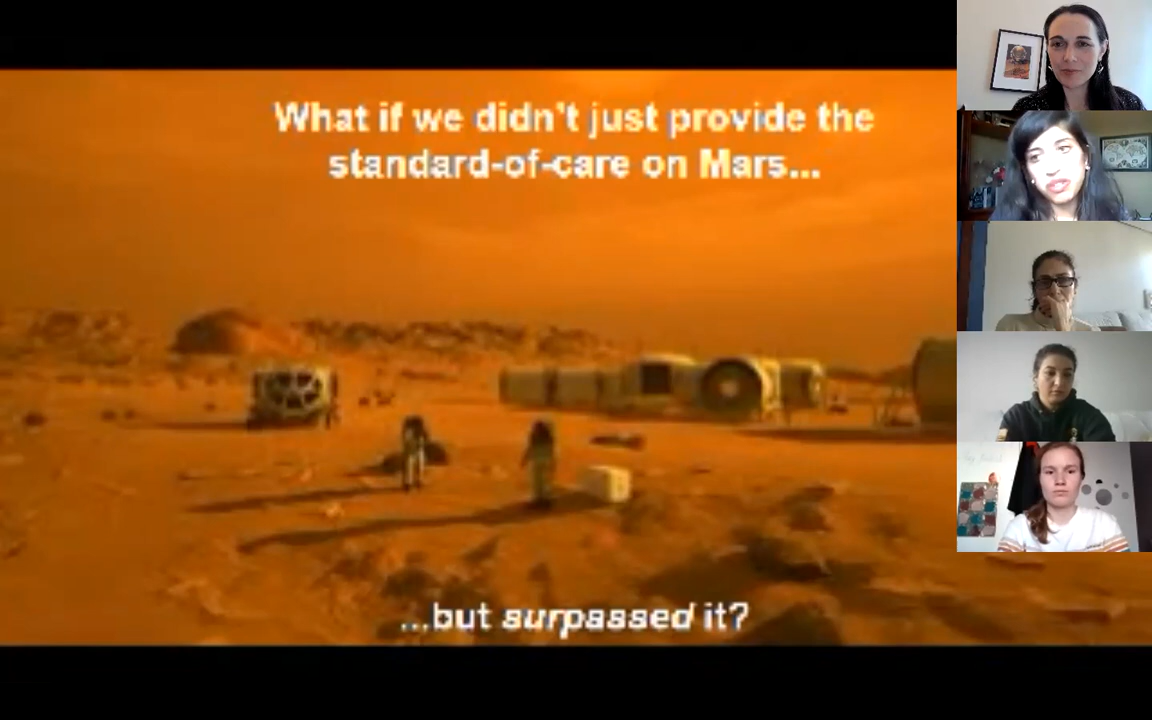 What if we didn't just provide the
standard-of-care on Mars...
...but surpassed it?